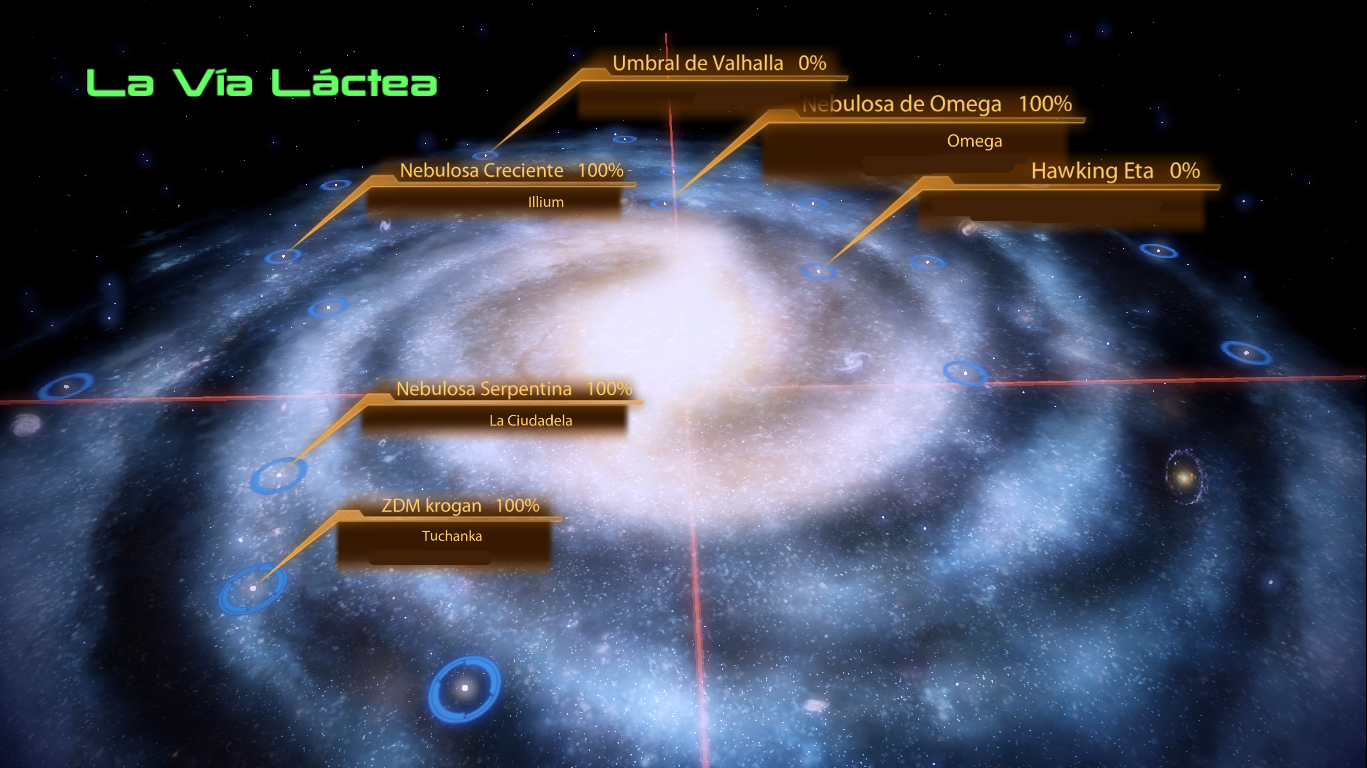 La Vía Láctea
Umbral de Valhalla 0%
Nebulosa de Omega 100%
Omega
Nebulosa Creciente 100%
Illium
Hawking Eta 0%
Nebulosa Serpentina 100%
La Ciudadela
ZDM krogan 100%
Tuchanka